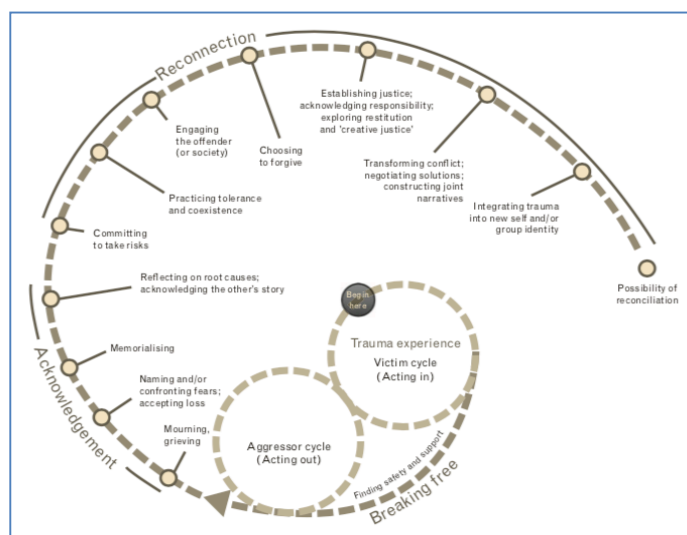 Reconnection
Establishing justice;
acknowledging responsibility;
exploring restitution
and 'creative justice'
Engaging
the offender
(or society)
Choosing
to forgive
Transforming conflict;
negotiating solutions;
constructing joint
narratives
Practicing tolerance
and coexistence
Integrating trauma
into new self and/or
group identity
Committing
to take risks
Reflecting on root causes;
acknowledging the other's story
Possibility of
reconciliation
Begin
here
Trauma experience
Victim cycle
(Acting in)
Memorialising
Acknowledgement
Naming and/or
confronting fears;
accepting loss
Mourning,
grieving
Aggressor cycle
(Acting out)
Finding safety and support
Breaking free